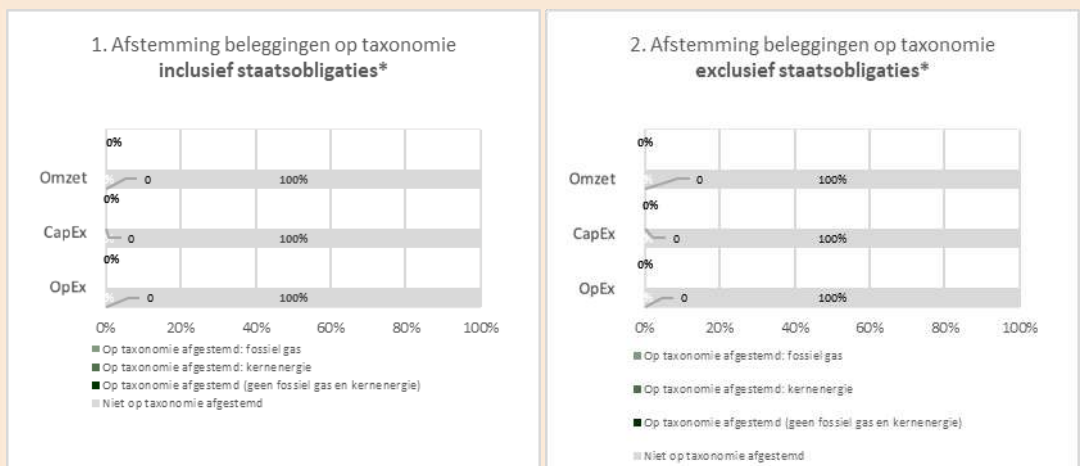 1. Afstemming beleggingen op taxonomie
inclusief staatsobligaties*
0%
Omzet
0
100%
0%
CapEx
0
100%
0%
OpEx
0
100%
0% 20% 40% 60% 80% 100%
Op taxonomie afgestemd: fossiel gas
Op taxonomie afgestemd: kernenergie
Op taxonomie afgestemd (geen fossiel gas en kernenergie)
Niet op taxonomie afgestemd
2. Afstemming beleggingen op taxonomie
exclusief staatsobligaties*
0%
Omzet
0
100%
0%
CapEx
0
100%
0%
OpEx
0
100%
0% 20% 40% 60% 80% 100%
Op taxonomie afgestemd: fossiel gas
Op taxonomie afgestemd: kernenergie
Op taxonomie afgestemd (geen fossiel gas en kernenergie)
Niet op taxonomie afgestemd